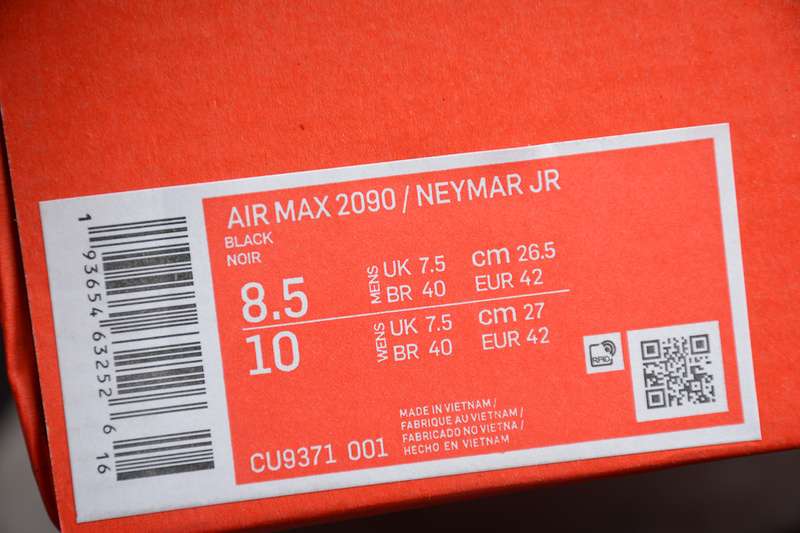 AIR MAX 2090 / NEYMAR JR
BLACK
NOIR
8.5 MENS UK 7.5 cm 26.5
BR 40 EUR 42
10 WENS UK 7.5 cm 27
BR 40 EUR 42
RFID
MADE IN VIETNAM /
FABRIQUE AU VIETNAM /
FABRICADO NO VIETNA /
HECHO EN VIETNAM
CU9371 001
1 93654 63252 6 16